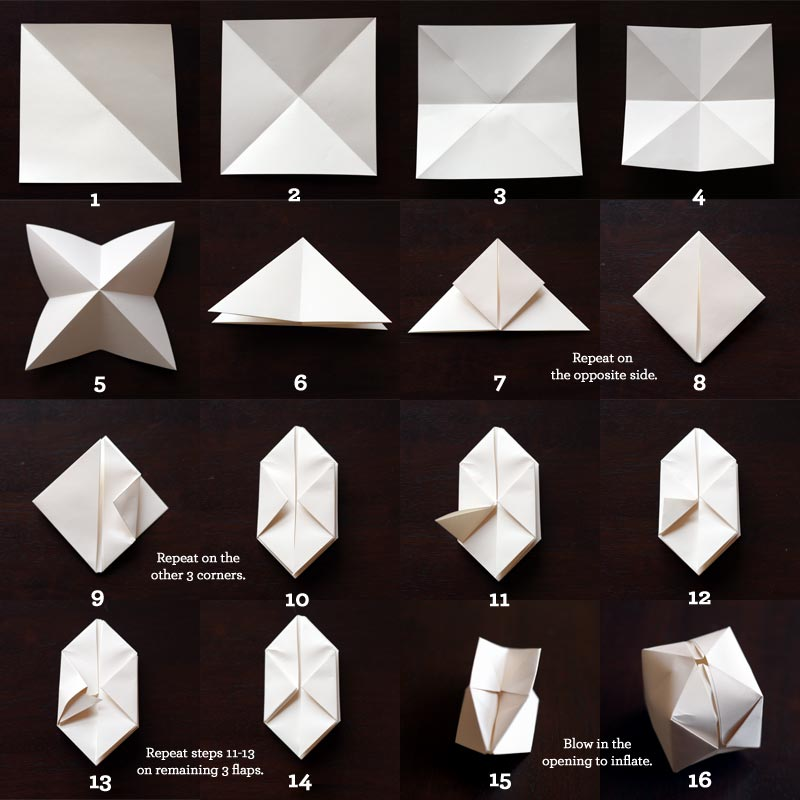 1
2
3
4
5
6
7
Repeat on
the opposite side.
8
9
Repeat on the
other 3 corners.
10
11
12
13
Repeat steps 11-13
on remaining 3 flaps.
14
15
Blow in the
opening to inflate.
16